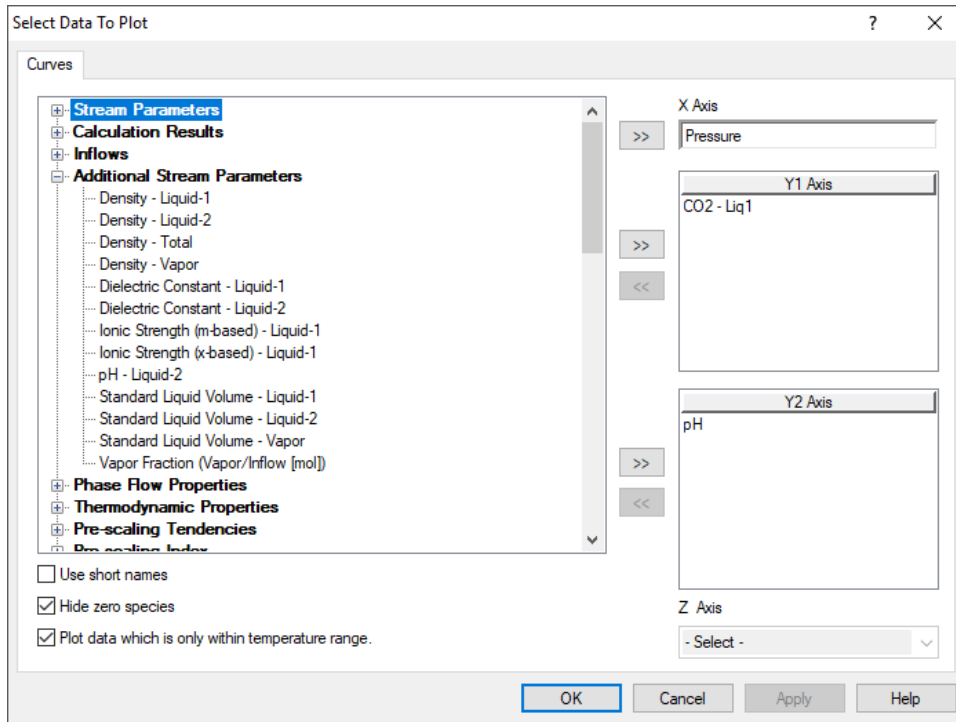 Select Data To Plot
?
Curves
Stream Parameters
Calculation Results
Inflows
Additional Stream Parameters
Density - Liquid-1
Density - Liquid-2
Density - Total
Density - Vapor
Dielectric Constant - Liquid-1
Dielectric Constant - Liquid-2
Ionic Strength (m-based) - Liquid-1
Ionic Strength (x-based) - Liquid-1
pH - Liquid-2
Standard Liquid Volume - Liquid-1
Standard Liquid Volume - Liquid-2
Standard Liquid Volume - Vapor
Vapor Fraction (Vapor/Inflow [mol])
Phase Flow Properties
Thermodynamic Properties
Pre-scaling Tendencies
Pre-scaling Index
Use short names
Hide zero species
Plot data which is only within temperature range.
>>
X Axis
Pressure
Y1 Axis
CO2 - Liq1
>>
<<
Y2 Axis
pH
>>
<<
Z Axis
- Select -
OK
Cancel
Apply
Help